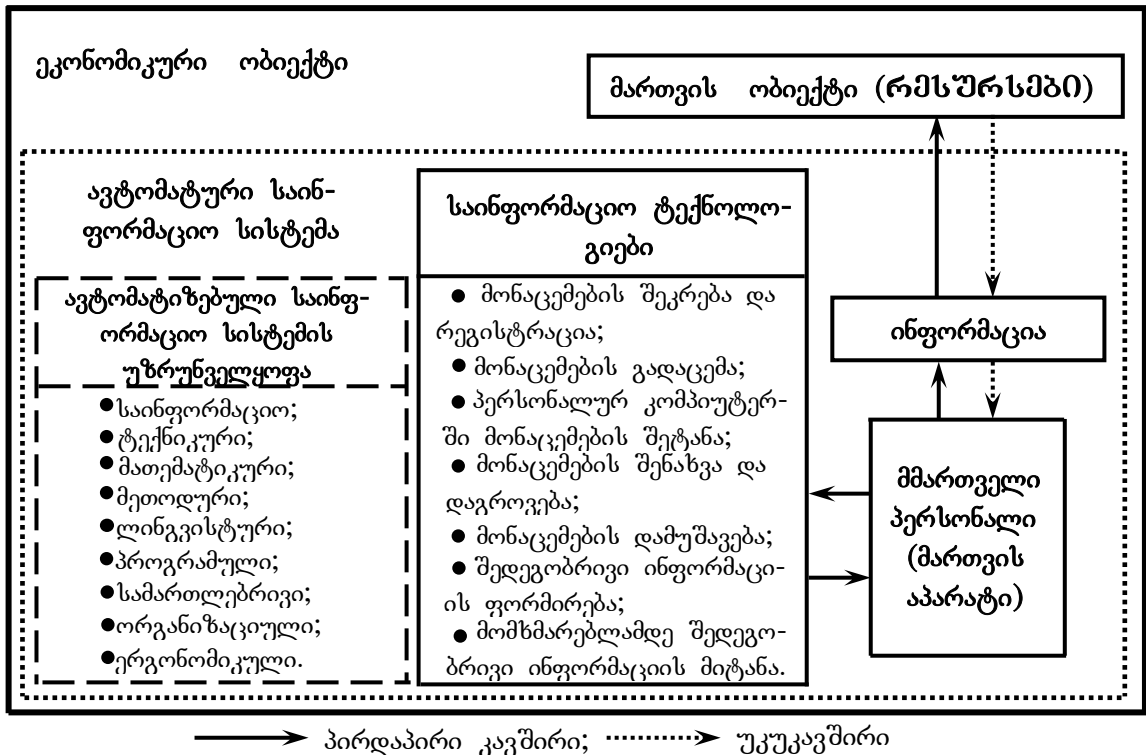 ეკონომიკური ობიექტი
მართვის ობიექტი (ᲠᲔᲡᲣᲠᲡᲔᲑᲘ)
ავტომატური საინ-
ფორმაციო სისტემა
ავტომატიზებული საინფ-
ორმაციო სისტემის
უზრუნველყოფა
●საინფორმაციო;
●ტექნიკური;
●მათემატიკური;
●მეთოდური;
●ლინგვისტური;
●პროგრამული;
●სამართლებრივი;
●ორგანიზაციული;
●ერგონომიკული.
საინფორმაციო ტექნოლო-
გიები
● მონაცემების შეკრება და
რეგისტრაცია;
● მონაცემების გადაცემა;
● პერსონალურ კომპიუტერ-
ში მონაცემების შეტანა;
● მონაცემების შენახვა და
დაგროვება;
● მონაცემების დამუშავება;
● შედეგობრივი ინფორმაცი-
ის ფორმირება;
● მომხმარებლამდე შედეგო-
ბრივი ინფორმაციის მიტანა.
ინფორმაცია
მმართველი
პერსონალი
(მართვის
აპარატი)
პირდაპირი კავშირი; უკუკავშირი